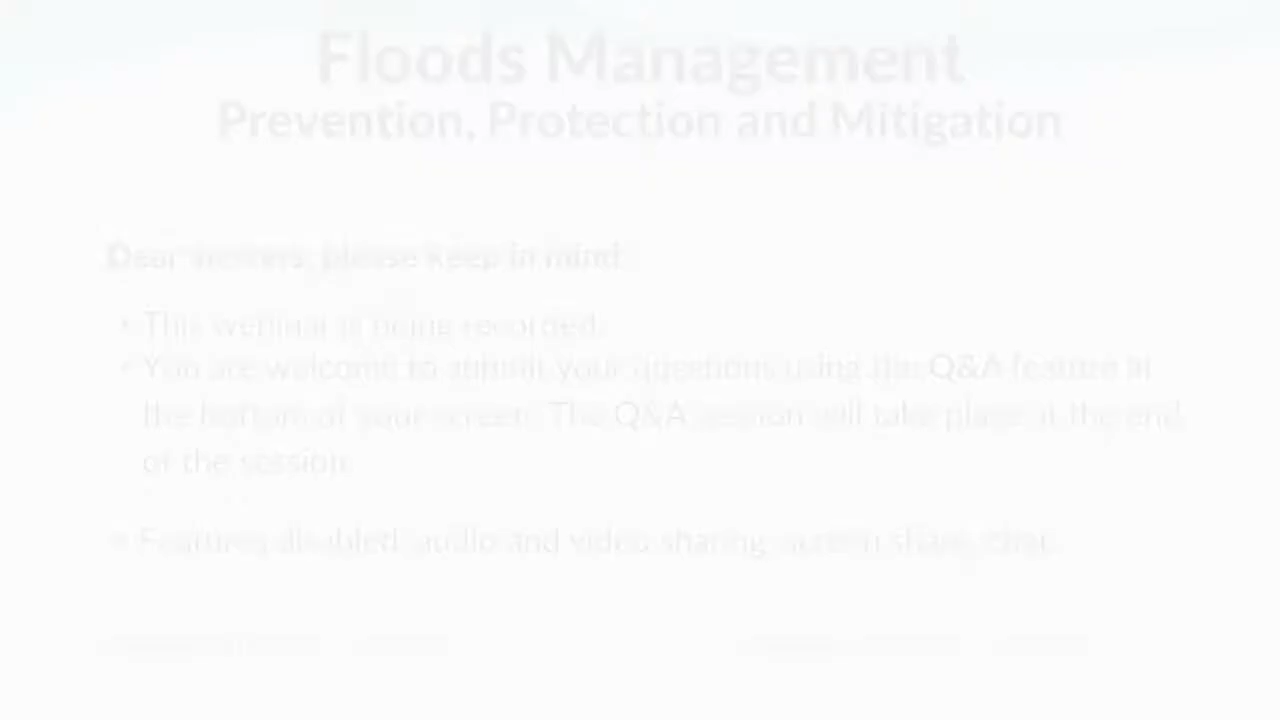 Floods Management
Prevention, Protection and Mitigation
Dear please keep in mind
• This webinar is being recorded.
• You are welcome to submit your questions using the Q&A feature at
the bottom of your screen. The Q&A session will take place at the end
of the session.
• Features disabled: audio and video sharing, screen share, chat.